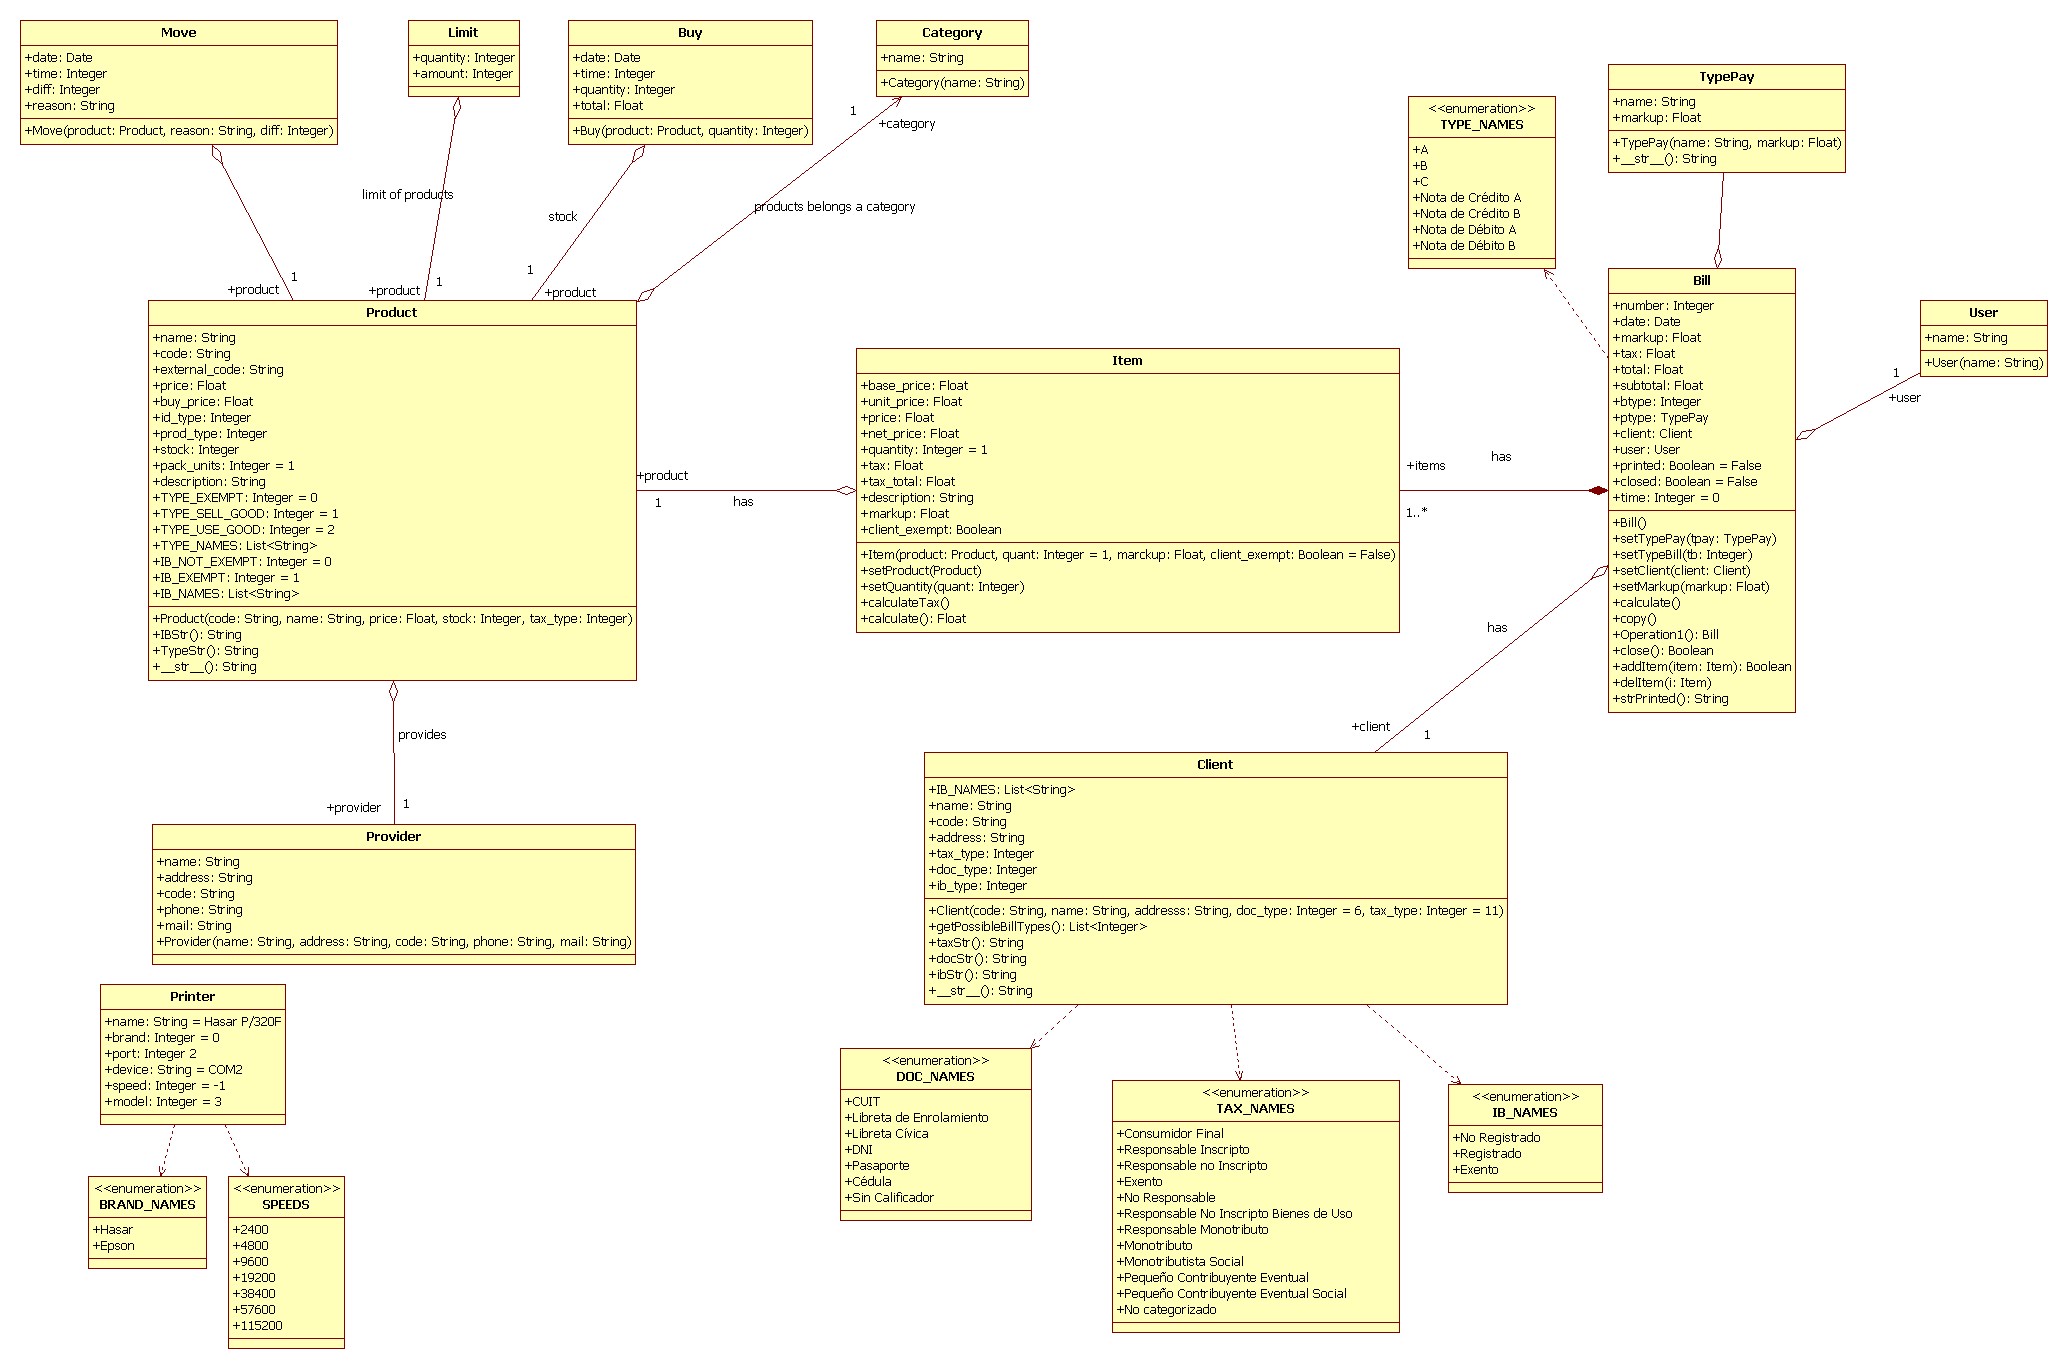 Move
+date: Date
+time: Integer
+diff: Integer
+reason: String
+Move(product: Product, reason: String, diff: Integer)
Limit
+quantity: Integer
+amount: Integer
Buy
+date: Date
+time: Integer
+quantity: Integer
+total: Float
+Buy(product: Product, quantity: Integer)
Category
+name: String
+Category(name: String)
1
+category
limit of products
stock
products belongs a category
1
+product
1
+product
1
+product
<<enumeration>>
TYPE_NAMES
+A
+B
+C
+Nota de Crédito A
+Nota de Crédito B
+Nota de Débito A
+Nota de Débito B
TypePay
+name: String
+markup: Float
+TypePay(name: String, markup: Float)
+__str__(): String
Product
+name: String
+code: String
+external_code: String
+price: Float
+buy_price: Float
+id_type: Integer
+prod_type: Integer
+stock: Integer
+pack_units: Integer = 1
+description: String
+TYPE_EXEMPT: Integer = 0
+TYPE_SELL_GOOD: Integer = 1
+TYPE_USE_GOOD: Integer = 2
+TYPE_NAMES: List<String>
+IB_NOT_EXEMPT: Integer = 0
+IB_EXEMPT: Integer = 1
+IB_NAMES: List<String>
+Product(code: String, name: String, price: Float, stock: Integer, tax_type: Integer)
+IBStr(): String
+TypeStr(): String
+__str__(): String
+product
1
has
Item
+base_price: Float
+unit_price: Float
+price: Float
+net_price: Float
+quantity: Integer = 1
+tax: Float
+tax_total: Float
+description: String
+markup: Float
+client_exempt: Boolean
+Item(product: Product, quant: Integer = 1, marckup: Float, client_exempt: Boolean = False)
+setProduct(Product)
+setQuantity(quant: Integer)
+calculateTax()
+calculate(): Float
+items
has
1..*
Bill
+number: Integer
+date: Date
+markup: Float
+tax: Float
+total: Float
+subtotal: Float
+btype: Integer
+ptype: TypePay
+client: Client
+user: User
+printed: Boolean = False
+closed: Boolean = False
+time: Integer = 0
+Bill()
+setTypePay(tpay: TypePay)
+setTypeBill(tb: Integer)
+setClient(client: Client)
+setMarkup(markup: Float)
+calculate()
+copy()
+Operation1(): Bill
+close(): Boolean
+addItem(item: Item): Boolean
+delItem(i: Item)
+strPrinted(): String
User
+name: String
+User(name: String)
1
+user
has
+client
1
provides
+provider
1
Provider
+name: String
+address: String
+code: String
+phone: String
+mail: String
+Provider(name: String, address: String, code: String, phone: String, mail: String)
Client
+IB_NAMES: List<String>
+name: String
+code: String
+address: String
+tax_type: Integer
+doc_type: Integer
+ib_type: Integer
+Client(code: String, name: String, addresss: String, doc_type: Integer = 6, tax_type: Integer = 11)
+getPossibleBillTypes(): List<Integer>
+taxStr(): String
+docStr(): String
+ibStr(): String
+__str__(): String
Printer
+name: String = Hasar P/320F
+brand: Integer = 0
+port: Integer 2
+device: String = COM2
+speed: Integer = -1
+model: Integer = 3
<<enumeration>>
BRAND_NAMES
+Hasar
+Epson
<<enumeration>>
SPEEDS
+2400
+4800
+9600
+19200
+38400
+57600
+115200
<<enumeration>>
DOC_NAMES
+CUIT
+Libreta de Enrolamiento
+Libreta Cívica
+DNI
+Pasaporte
+Cédula
+Sin Calificador
<<enumeration>>
TAX_NAMES
+Consumidor Final
+Responsable Inscripto
+Responsable no Inscripto
+Exento
+No Responsable
+Responsable No Inscripto Bienes de Uso
+Responsable Monotributo
+Monotributo
+Monotributista Social
+Pequeño Contribuyente Eventual
+Pequeño Contribuyente Eventual Social
+No categorizado
<<enumeration>>
IB_NAMES
+No Registrado
+Registrado
+Exento